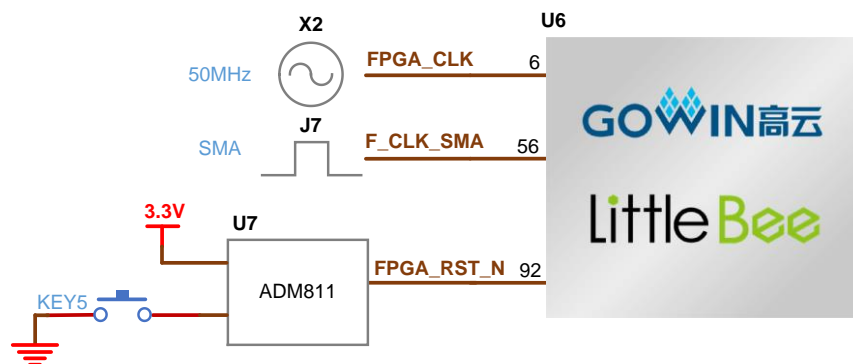 X2
U6
50MHz
FPGA_CLK
6
J7
SMA
F_CLK_SMA
56
GOWIN高云
LittleBee
3.3V
U7
ADM811
FPGA_RST_N
92
KEY5